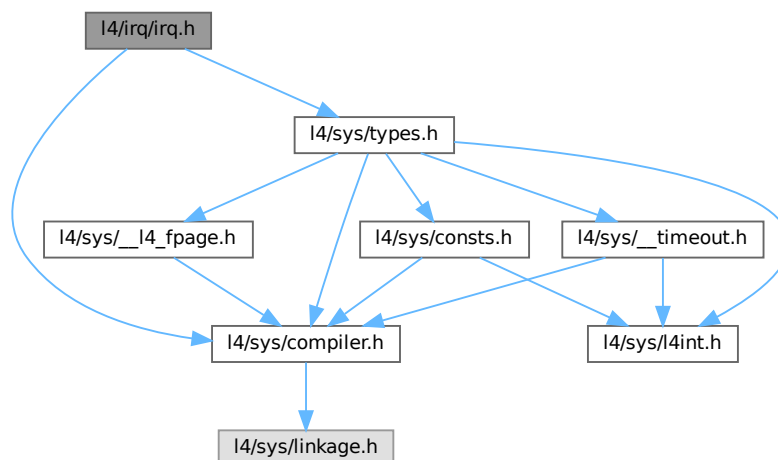 l4/irq/irq.h
l4/sys/types.h
l4/sys/__l4_fpage.h
l4/sys/consts.h
l4/sys/__timeout.h
l4/sys/compiler.h
l4/sys/l4int.h
l4/sys/linkage.h